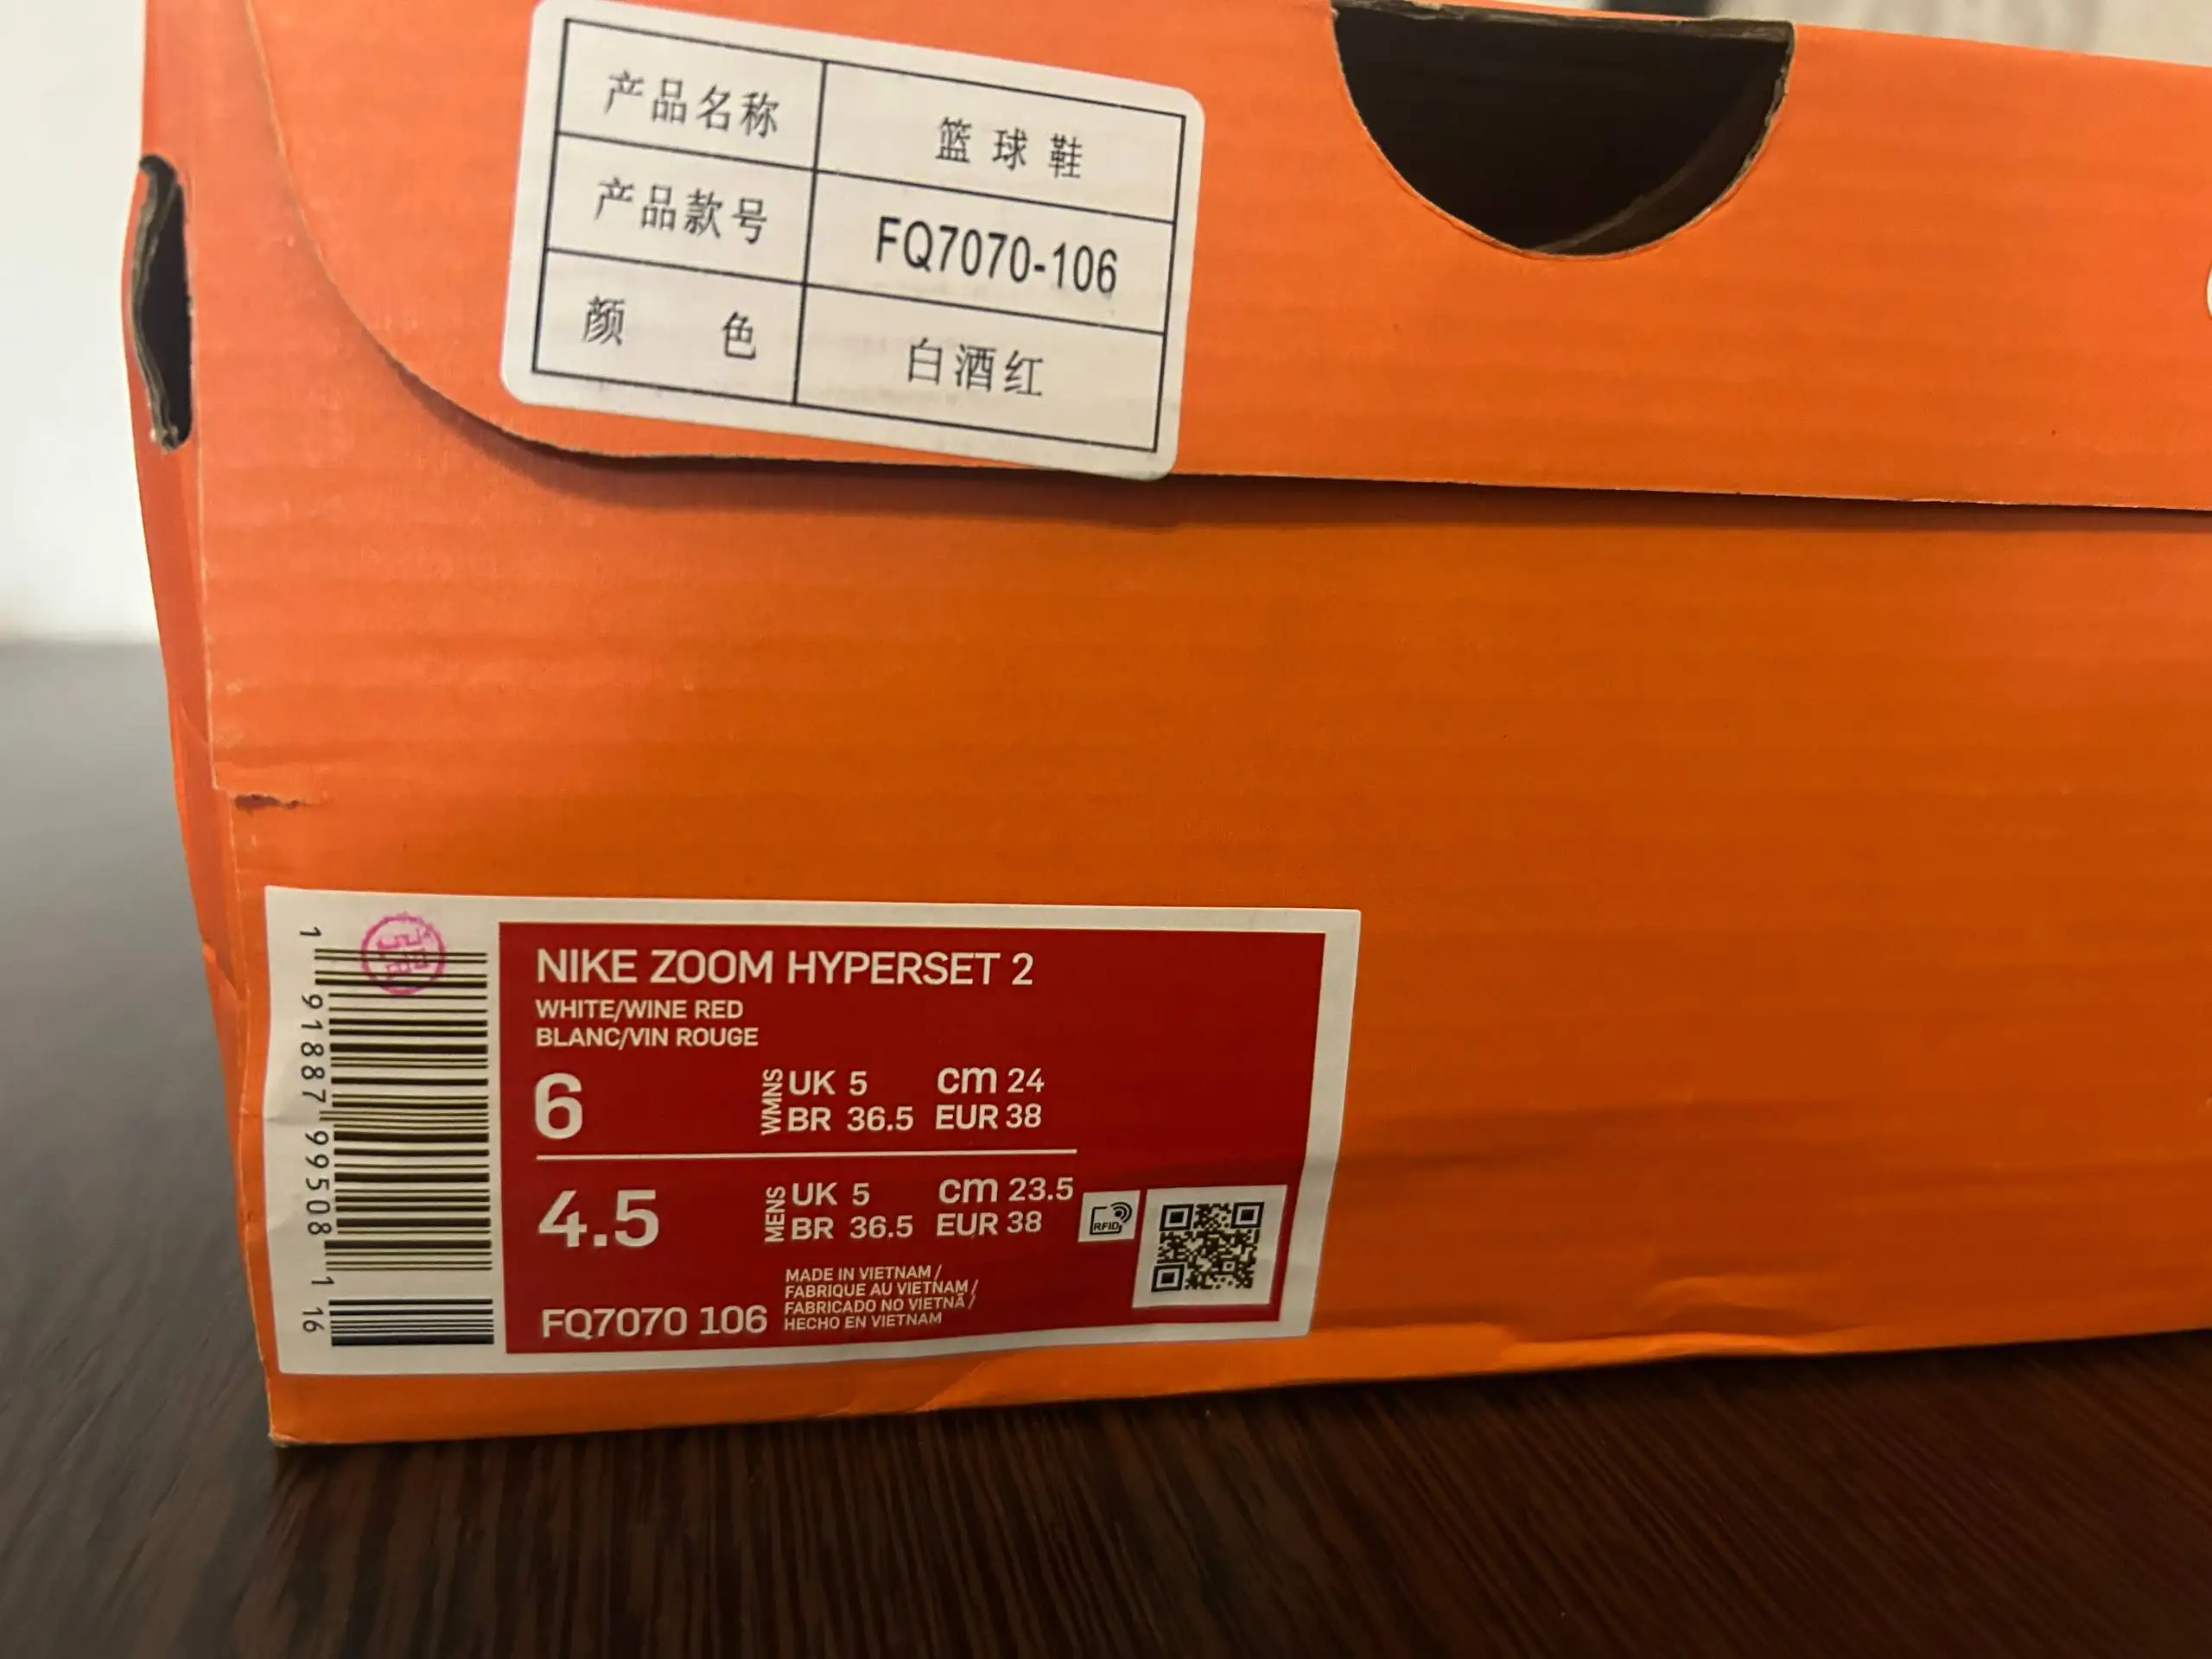 产品名称 篮球鞋
产品款号 FQ7070-106
颜色 白酒红
1 91887 99508 1 16
NIKE ZOOM HYPERSET 2
WHITE/WINE RED
BLANC/VIN ROUGE
6 WMNS UK 5 cm 24
BR 36.5 EUR 38
4.5 MENS UK 5 cm 23.5
BR 36.5 EUR 38
RFID
MADE IN VIETNAM /
FABRIQUE AU VIETNAM /
FABRICADO NO VIETNÃ /
HECHO EN VIETNAM
FQ7070 106